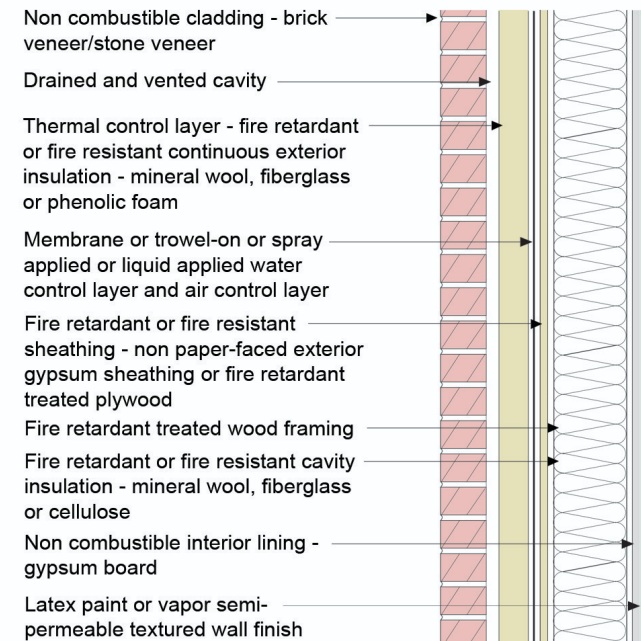 Non combustible cladding - brick
veneer/stone veneer
Drained and vented cavity
Thermal control layer - fire retardant
or fire resistant continuous exterior
insulation - mineral wool, fiberglass
or phenolic foam
Membrane or trowel-on or spray
applied or liquid applied water
control layer and air control layer
Fire retardant or fire resistant
sheathing - non paper-faced exterior
gypsum sheathing or fire retardant
treated plywood
Fire retardant treated wood framing
Fire retardant or fire resistant cavity
insulation - mineral wool, fiberglass
or cellulose
Non combustible interior lining -
gypsum board
Latex paint or vapor semi-
permeable textured wall finish